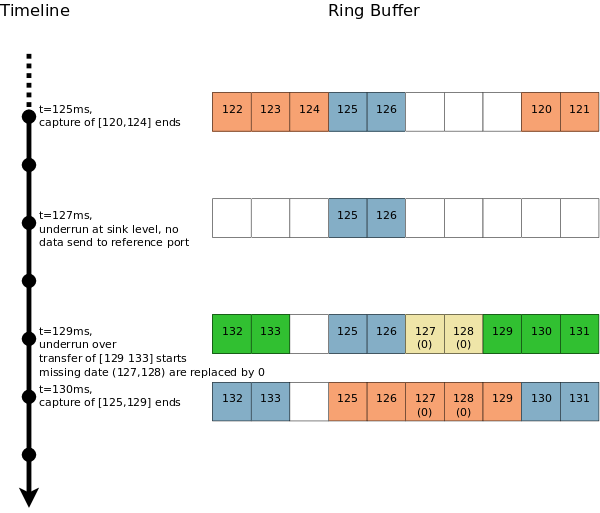 Timeline
Ring Buffer
t=125ms,
capture of [120,124] ends
122 123 124 125 126 120 121
t=127ms,
underrun at sink level, no
data send to reference port
125 126
t=129ms,
underrun over
transfer of [129 133] starts
missing date (127,128) are replaced by 0
132 133 125 126 127 128 129 130 131
(0) (0)
t=130ms,
capture of [125,129] ends
132 133 125 126 127 128 129 130 131
(0) (0)